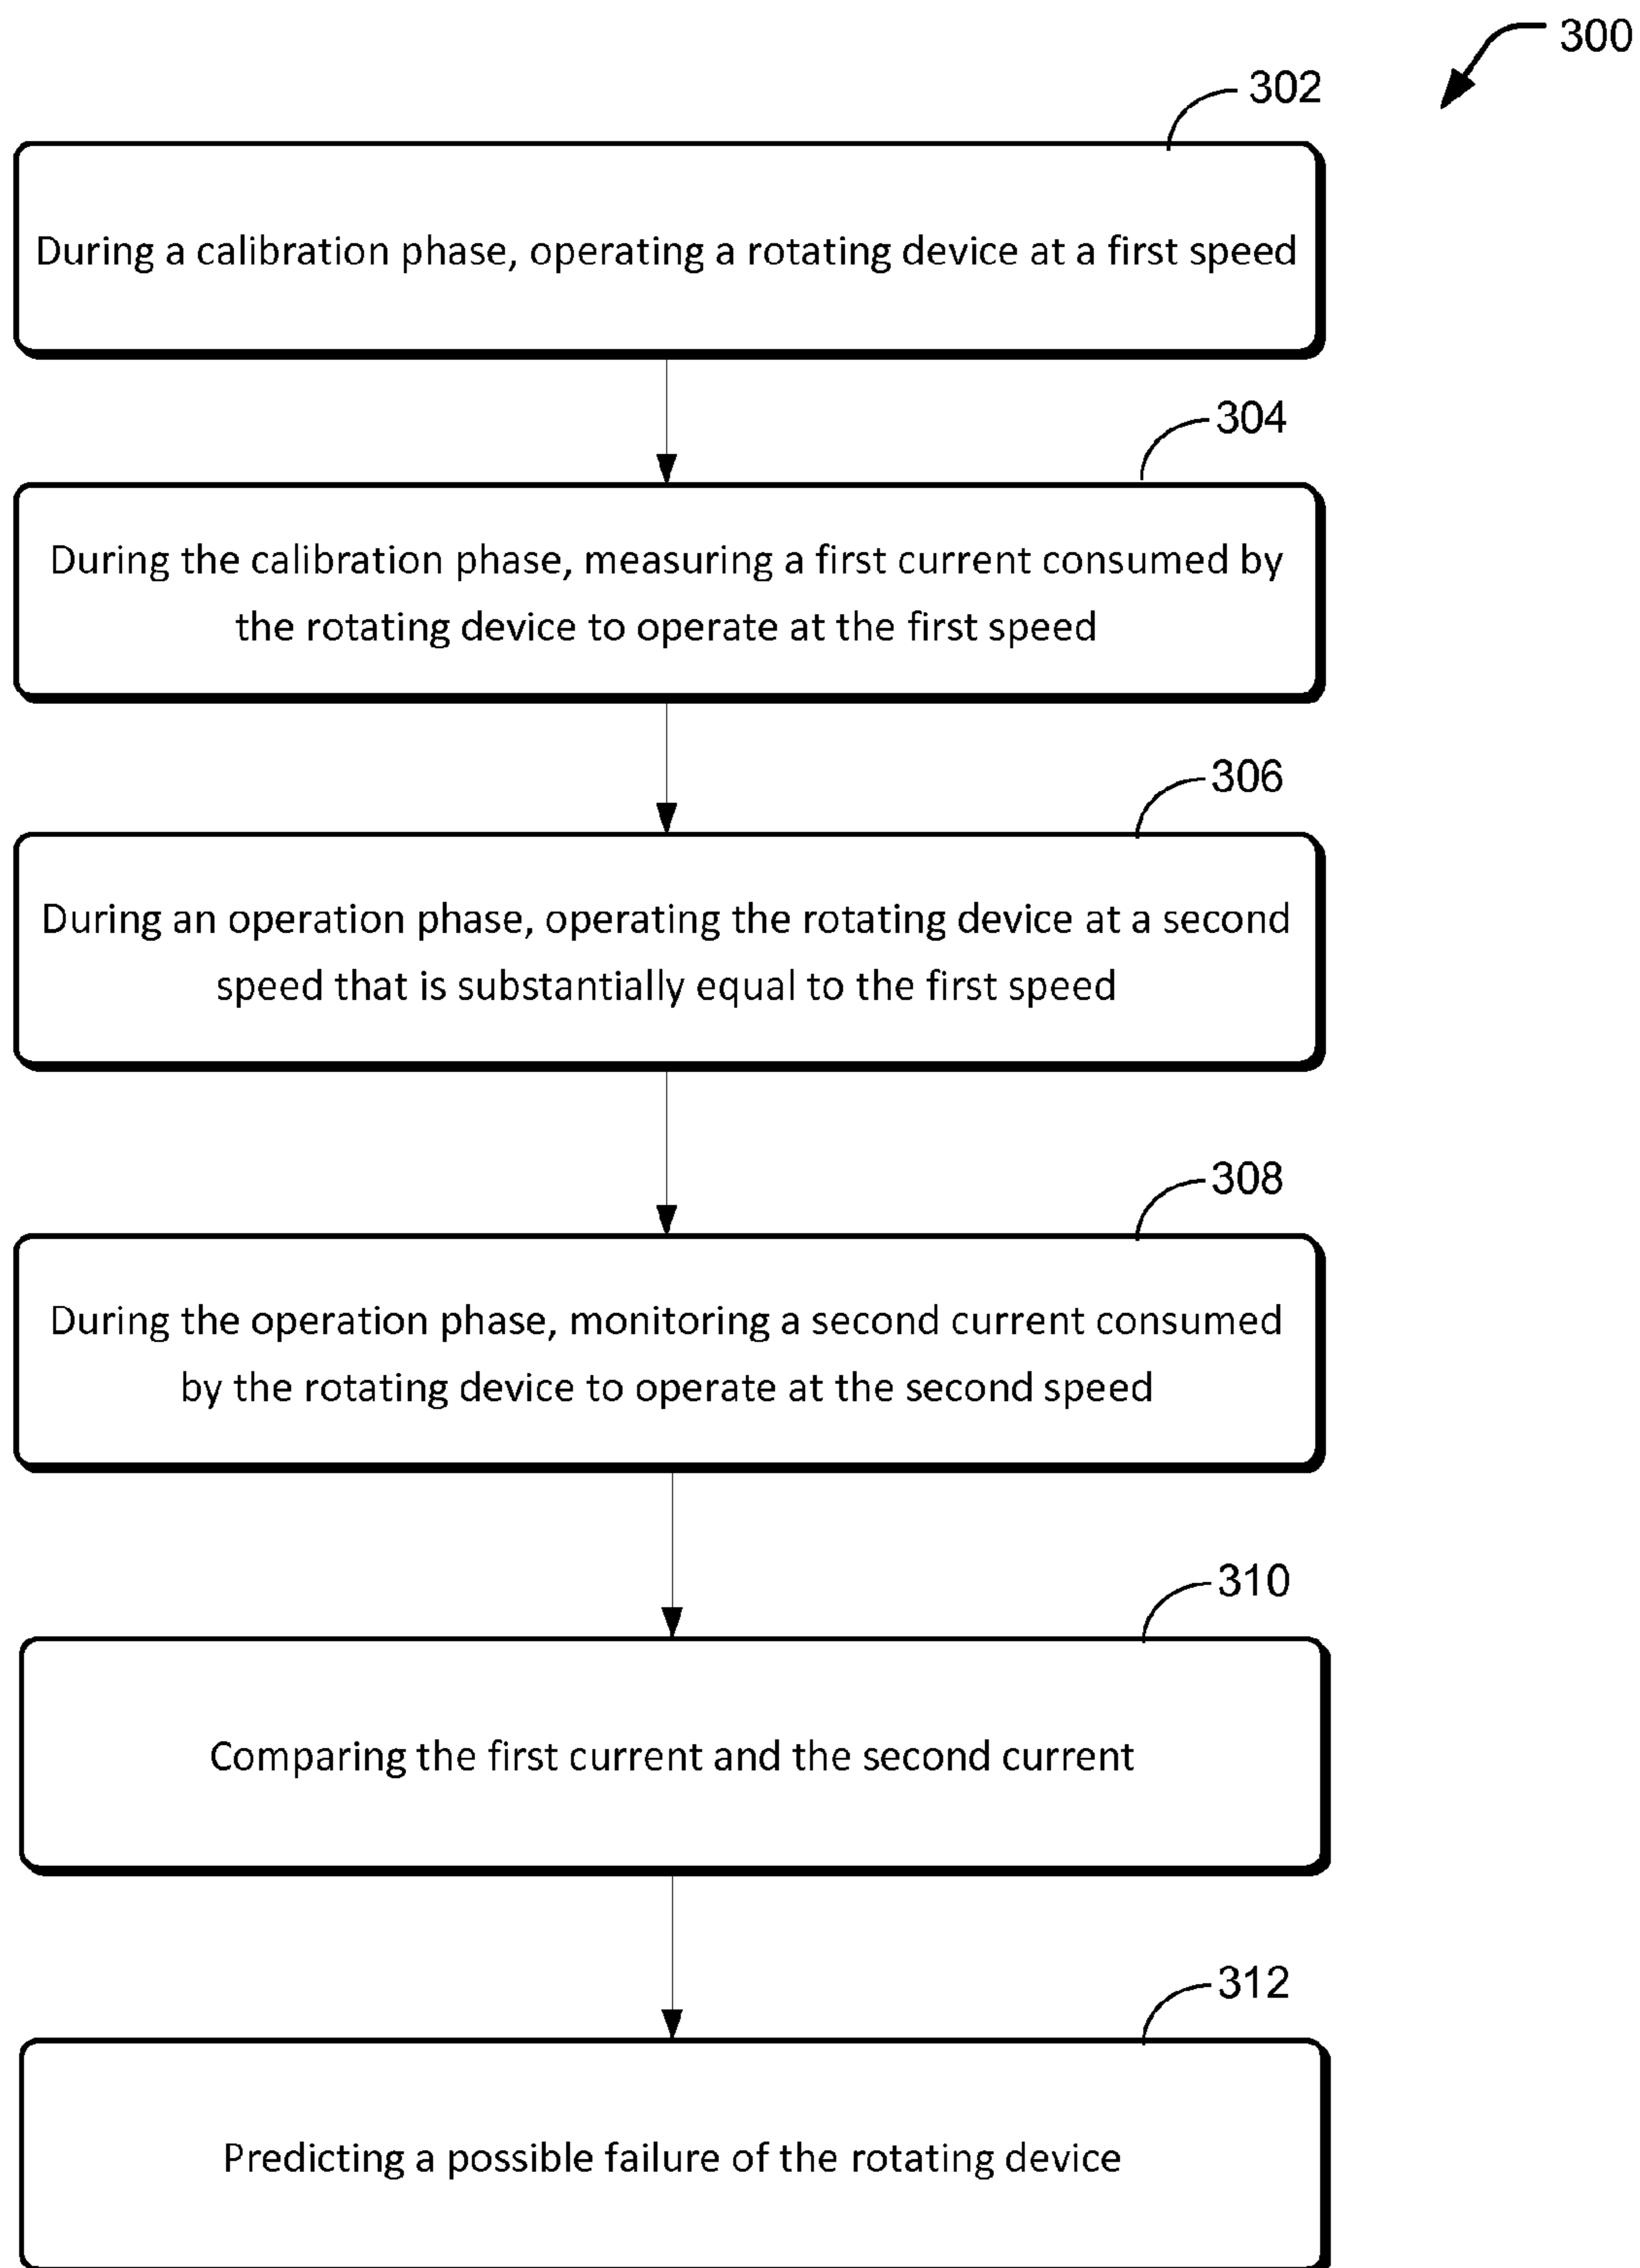 300
302
During a calibration phase, operating a rotating device at a first speed
304
During the calibration phase, measuring a first current consumed by
the rotating device to operate at the first speed
306
During an operation phase, operating the rotating device at a second
speed that is substantially equal to the first speed
308
During the operation phase, monitoring a second current consumed
by the rotating device to operate at the second speed
310
Comparing the first current and the second current
312
Predicting a possible failure of the rotating device